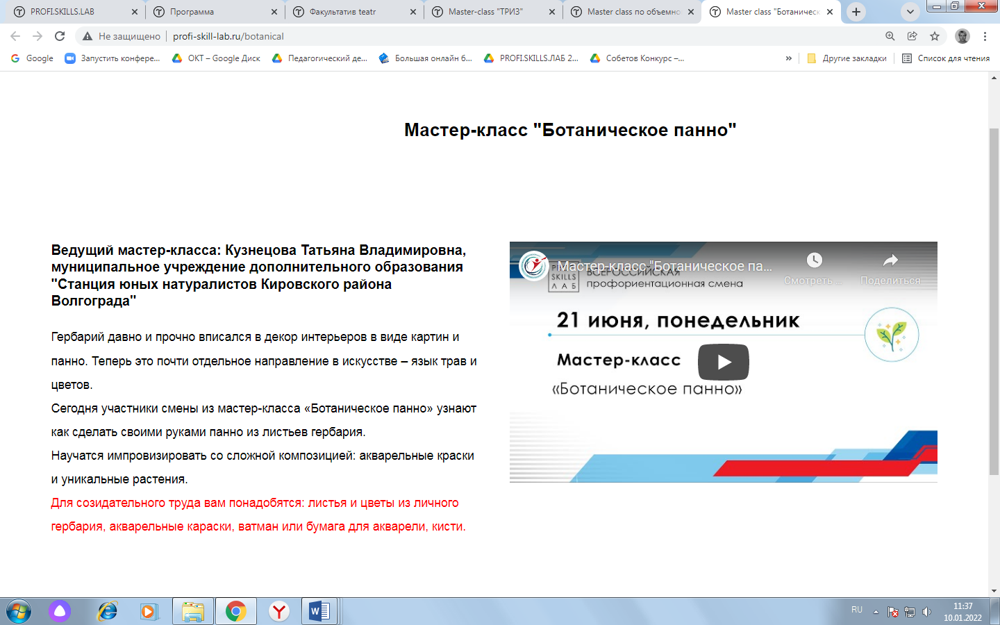 PROFI.SKILLS.LAB
Программа
Факультатив teatr
Master-class "ТРИЗ"
Master class по объемно
Master class "Ботаническ
Не защищено
profi-skill-lab.ru/botanical
Google
Запустить конфере...
ОКТ – Google Диск
Педагогический де...
Большая онлайн б...
PROFI.SKILLS.ЛАБ 2...
Собетов Конкурс –...
»
Другие закладки
Список для чтения
Мастер-класс "Ботаническое панно"
Ведущий мастер-класса: Кузнецова Татьяна Владимировна,
муниципальное учреждение дополнительного образования
"Станция юных натуралистов Кировского района
Волгограда"
Гербарий давно и прочно вписался в декор интерьеров в виде картин и
панно. Теперь это почти отдельное направление в искусстве – язык трав и
цветов.
Сегодня участники смены из мастер-класса «Ботаническое панно» узнают
как сделать своими руками панно из листьев гербария.
Научатся импровизировать со сложной композицией: акварельные краски
и уникальные растения.
Для созидательного труда вам понадобятся: листья и цветы из личного
гербария, акварельные караски, ватман или бумага для акварели, кисти.
Мастер-класс "Ботаническое па...
Смотреть ...
Поделиться
SKILLS
ЛАБ
ВСЕРОССИЙСКАЯ
профориентационная смена
21 июня, понедельник
Мастер-класс
«Ботаническое панно»
RU
11:37
10.01.2022